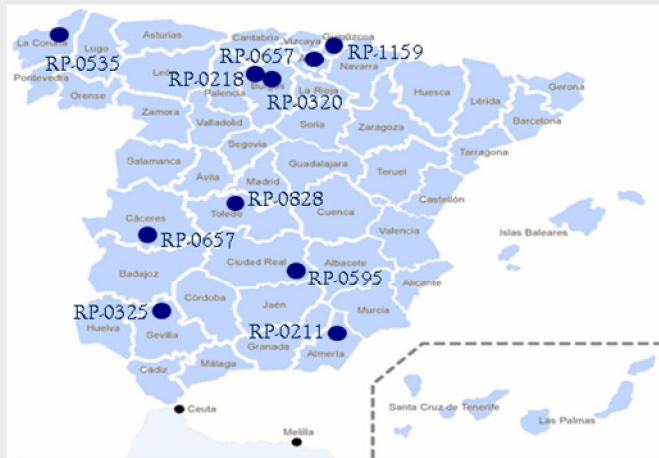 La Coruña
Lugo
Asturias
Cantabria
Vizcaya
Guipúzcoa
RP-0535
RP-0657
RP-1159
Pontevedra
León
RP-0218
Burgos
Navarra
Orense
Palencia
RP-0320
La Rioja
Huesca
Lérida
Gerona
Zamora
Valladolid
Soria
Zaragoza
Barcelona
Segovia
Tarragona
Salamanca
Ávila
Madrid
Guadalajara
Teruel
Cáceres
Toledo
RP-0828
Cuenca
Castellón
RP-0657
Valencia
Islas Baleares
Badajoz
Ciudad Real
Albacete
RP-0595
Alicante
RP-0325
Córdoba
Jaén
Murcia
Huelva
Sevilla
RP-0211
Granada
Almería
Cádiz
Málaga
Ceuta
Melilla
Santa Cruz de Tenerife
Las Palmas